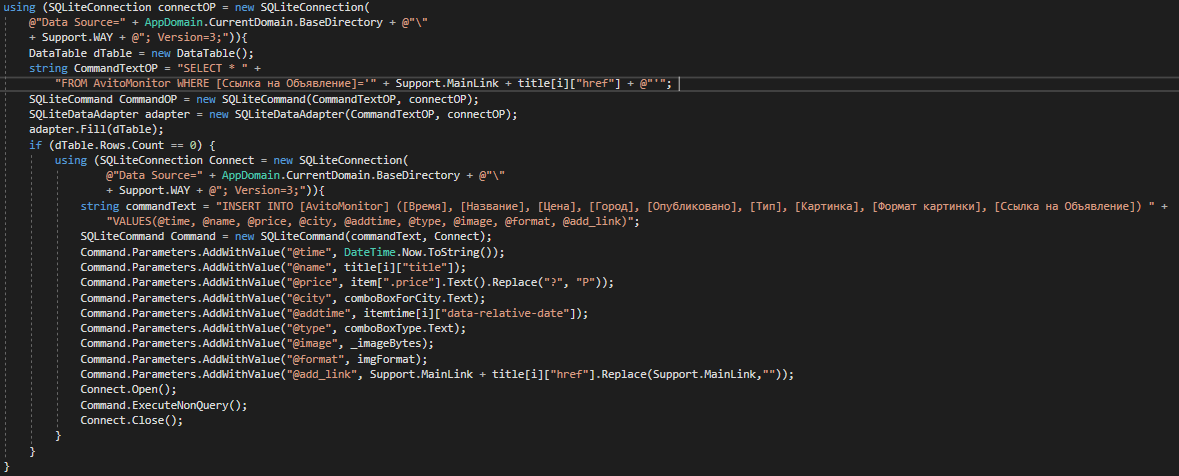 using (SQLiteConnection connectOP = new SQLiteConnection(
@"Data Source=" + AppDomain.CurrentDomain.BaseDirectory + @"\"
+ Support.WAY + @"; Version=3;")){
DataTable dTable = new DataTable();
string CommandTextOP = "SELECT * " +
"FROM AvitoMonitor WHERE [Ссылка на Объявление]='" + Support.MainLink + title[i]["href"] + @"'";
SQLiteCommand CommandOP = new SQLiteCommand(CommandTextOP, connectOP);
SQLiteDataAdapter adapter = new SQLiteDataAdapter(CommandTextOP, connectOP);
adapter.Fill(dTable);
if (dTable.Rows.Count == 0) {
using (SQLiteConnection Connect = new SQLiteConnection(
@"Data Source=" + AppDomain.CurrentDomain.BaseDirectory + @"\"
+ Support.WAY + @"; Version=3;")){
string commandText = "INSERT INTO [AvitoMonitor] ([Время], [Название], [Цена], [Город], [Опубликовано], [Тип], [Картинка], [Формат картинки], [Ссылка на Объявление]) " +
"VALUES(@time, @name, @price, @city, @addtime, @type, @image, @format, @add_link)";
SQLiteCommand Command = new SQLiteCommand(commandText, Connect);
Command.Parameters.AddWithValue("@time", DateTime.Now.ToString());
Command.Parameters.AddWithValue("@name", title[i]["title"]);
Command.Parameters.AddWithValue("@price", item[".price"].Text().Replace("?", "Р"));
Command.Parameters.AddWithValue("@city", comboBoxForCity.Text);
Command.Parameters.AddWithValue("@addtime", itemtime[i]["data-relative-date"]);
Command.Parameters.AddWithValue("@type", comboBoxType.Text);
Command.Parameters.AddWithValue("@image", _imageBytes);
Command.Parameters.AddWithValue("@format", imgFormat);
Command.Parameters.AddWithValue("@add_link", Support.MainLink + title[i]["href"].Replace(Support.MainLink,""));
Connect.Open();
Command.ExecuteNonQuery();
Connect.Close();
}
}
}